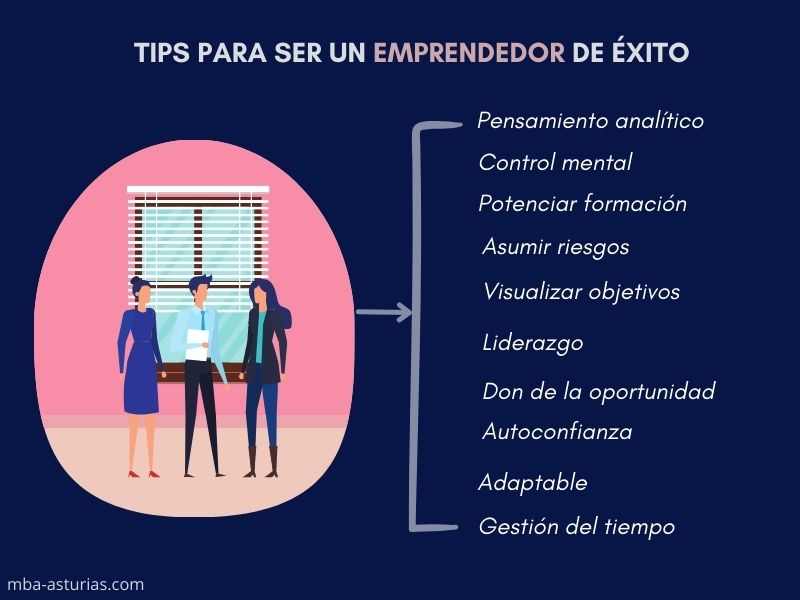 TIPS PARA SER UN EMPRENDEDOR DE ÉXITO
Pensamiento analítico
Control mental
Potenciar formación
Asumir riesgos
Visualizar objetivos
Liderazgo
Don de la oportunidad
Autoconfianza
Adaptable
Gestión del tiempo
mba-asturias.com